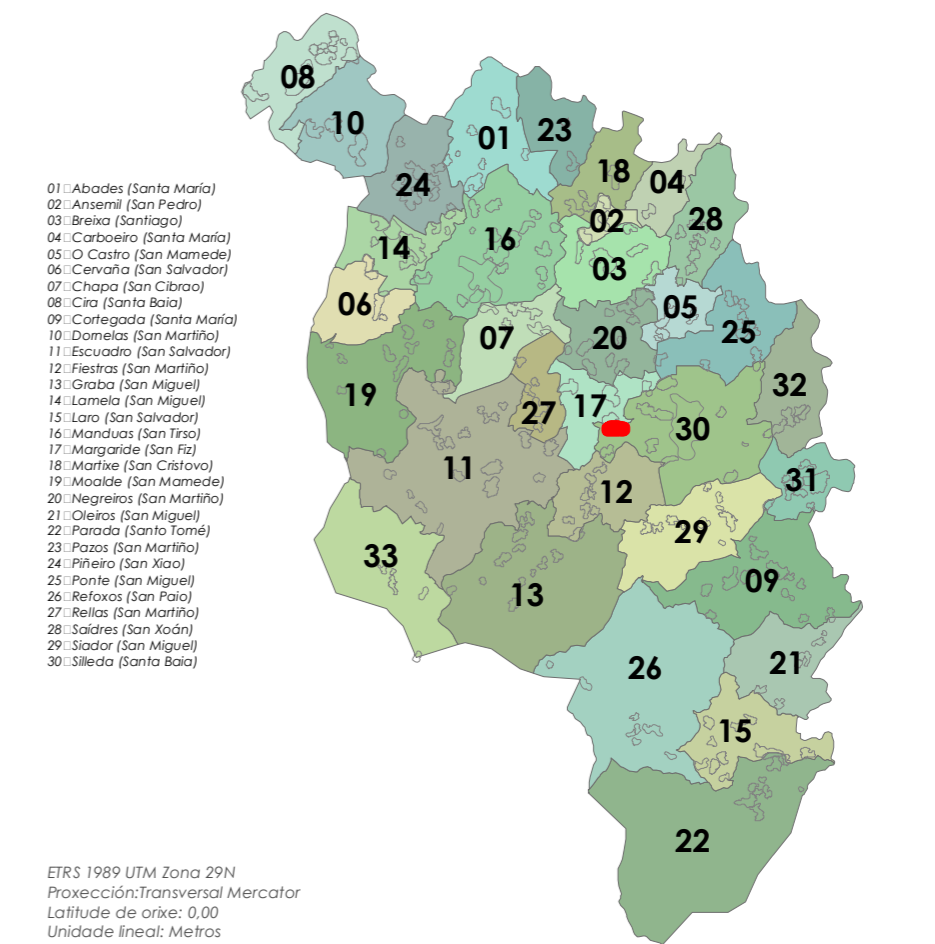 08
10
01
23
18
04
24
02
28
14
16
03
06
05
07
20
25
19
27
17
30
32
11
12
31
33
29
13
09
26
21
15
22
01 Abades (Santa María)
02 Ansemil (San Pedro)
03 Breixa (Santiago)
04 Carboeiro (Santa María)
05 O Castro (San Mamede)
06 Cervaña (San Salvador)
07 Chapa (San Cibrao)
08 Cira (Santa Baia)
09 Cortegada (Santa María)
10 Dornelas (San Martiño)
11 Escuadro (San Salvador)
12 Fiestras (San Martiño)
13 Graba (San Miguel)
14 Lamela (San Miguel)
15 Laro (San Salvador)
16 Manduas (San Tirso)
17 Margaride (San Fiz)
18 Martixe (San Cristovo)
19 Moalde (San Mamede)
20 Negreiros (San Martiño)
21 Oleiros (San Miguel)
22 Parada (Santo Tomé)
23 Pazos (San Martiño)
24 Piñeiro (San Xiao)
25 Ponte (San Miguel)
26 Refoxos (San Paio)
27 Rellas (San Martiño)
28 Saídres (San Xoán)
29 Siador (San Miguel)
30 Silleda (Santa Baia)
ETRS 1989 UTM Zona 29N
Proxección:Transversal Mercator
Latitude de orixe: 0,00
Unidade lineal: Metros